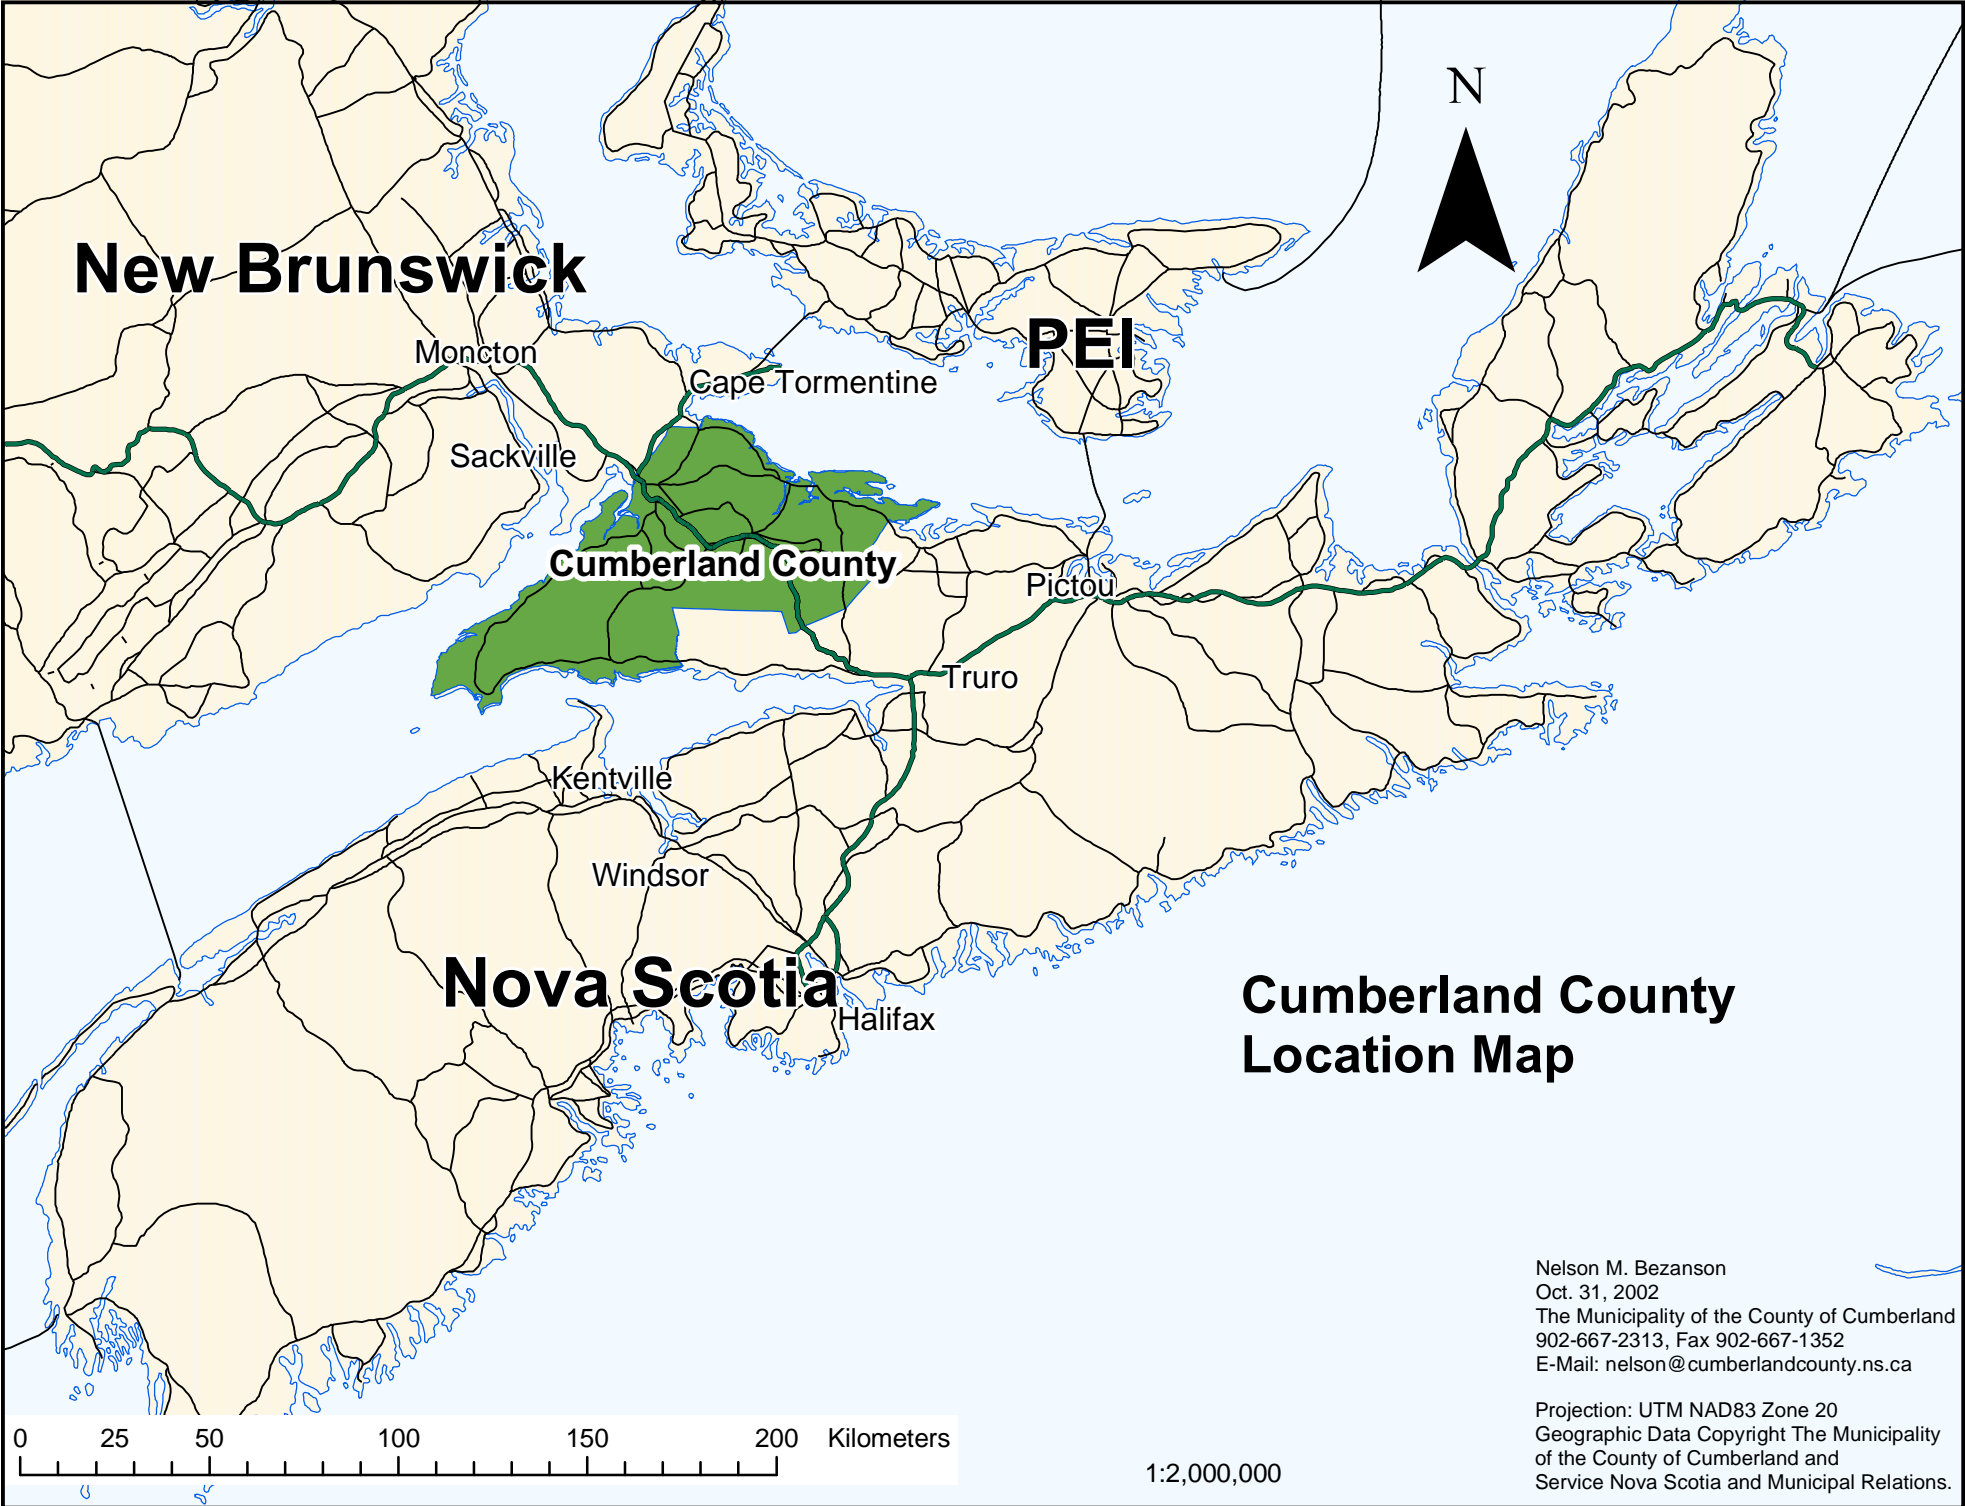 N
New Brunswick
PEI
Moncton
Cape Tormentine
Sackville
Cumberland County
Pictou
Truro
Kentville
Windsor
Nova Scotia
Halifax
Cumberland County
Location Map
Nelson M. Bezanson
Oct. 31, 2002
The Municipality of the County of Cumberland
902-667-2313, Fax 902-667-1352
E-Mail: nelson@cumberlandcounty.ns.ca
Projection: UTM NAD83 Zone 20
Geographic Data Copyright The Municipality
of the County of Cumberland and
Service Nova Scotia and Municipal Relations.
0 25 50 100 150 200 Kilometers
1:2,000,000